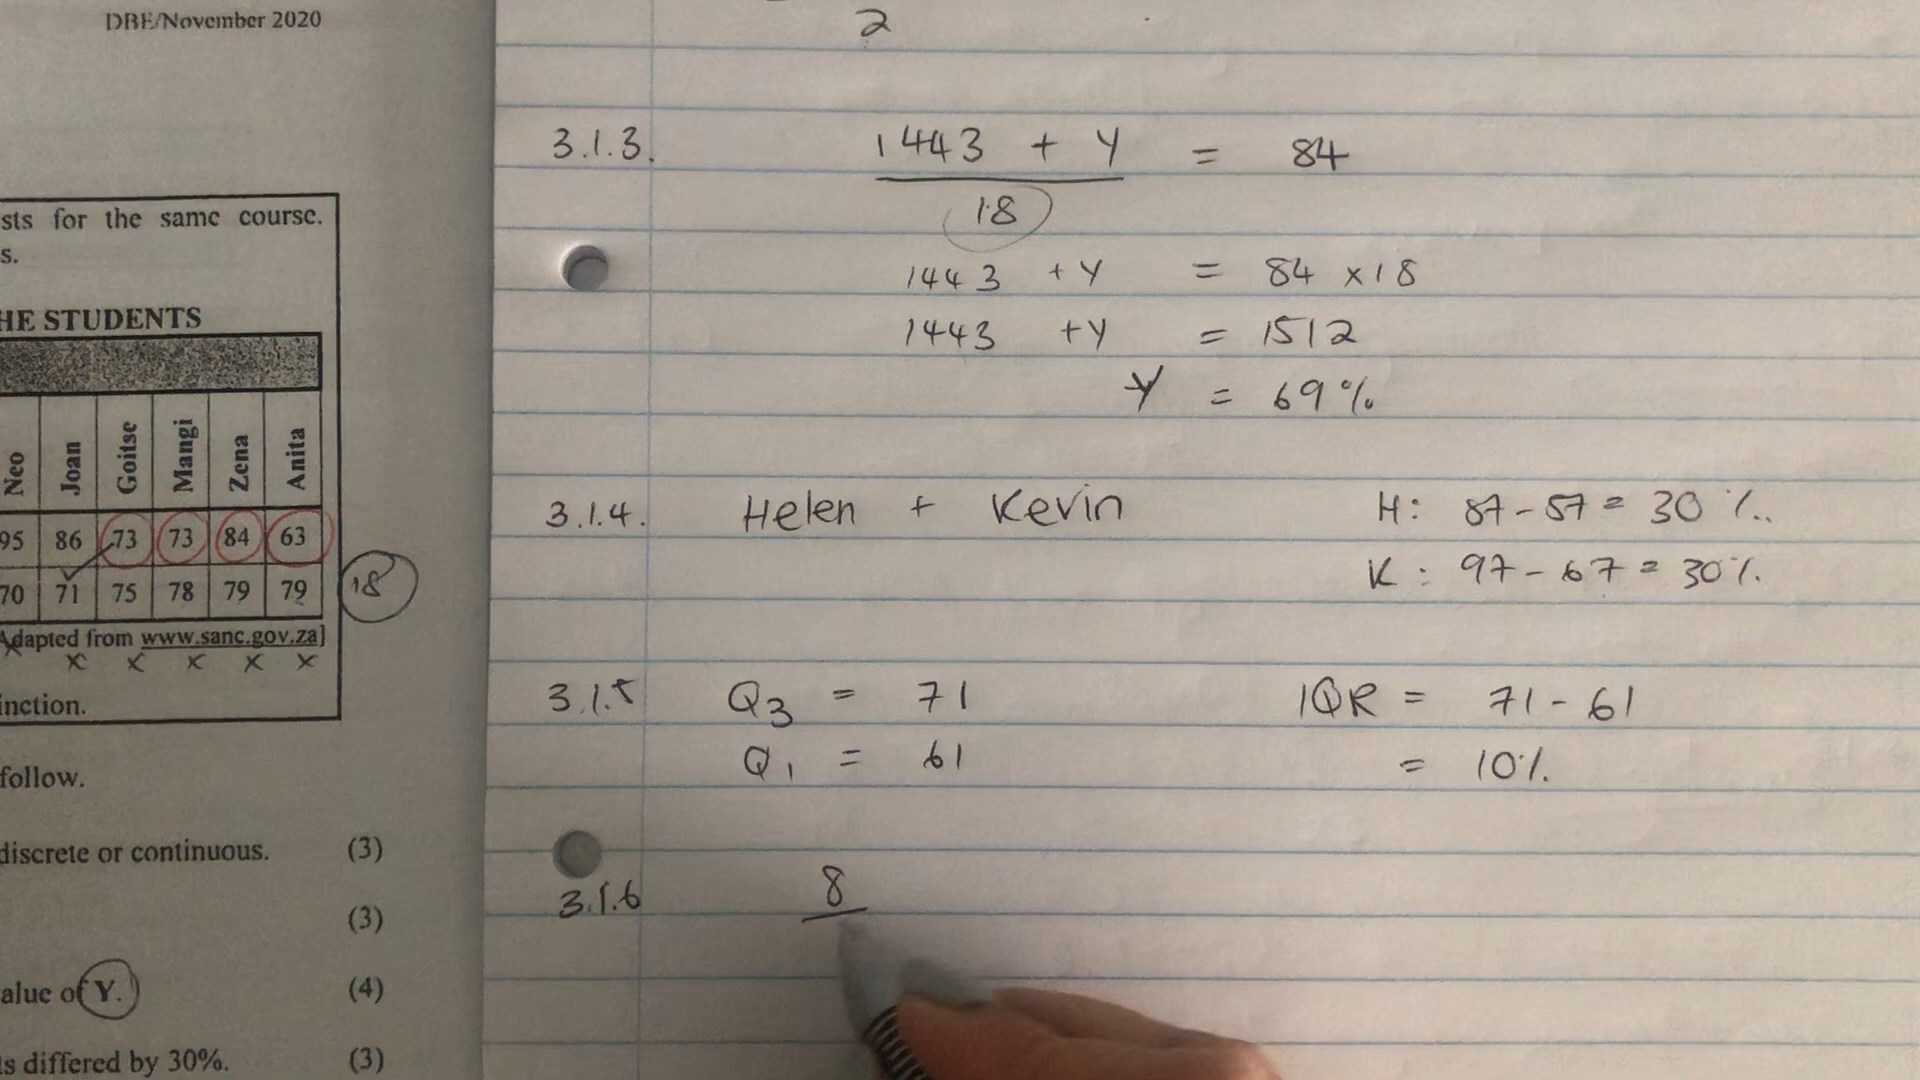 DBE/November 2020
sts for the same course.
s.
HE STUDENTS
Neo Joan Goitse Mangi Zena Anita
95 86 73 73 84 63
70 71 75 78 79 79
18
Adapted from www.sanc.gov.za]
x x x x x x
inction.
follow.
discrete or continuous. (3)
(3)
alue of Y. (4)
s differed by 30%. (3)
2
3.1.3. 1443 + Y = 84
18
1443 + Y = 84 x 18
1443 + Y = 1512
Y = 69%
3.1.4. Helen + Kevin H: 87 - 57 = 30%.
K: 97 - 67 = 30%.
3.1.5 Q3 = 71 IQR = 71 - 61
Q1 = 61 = 10%.
3.1.6 8